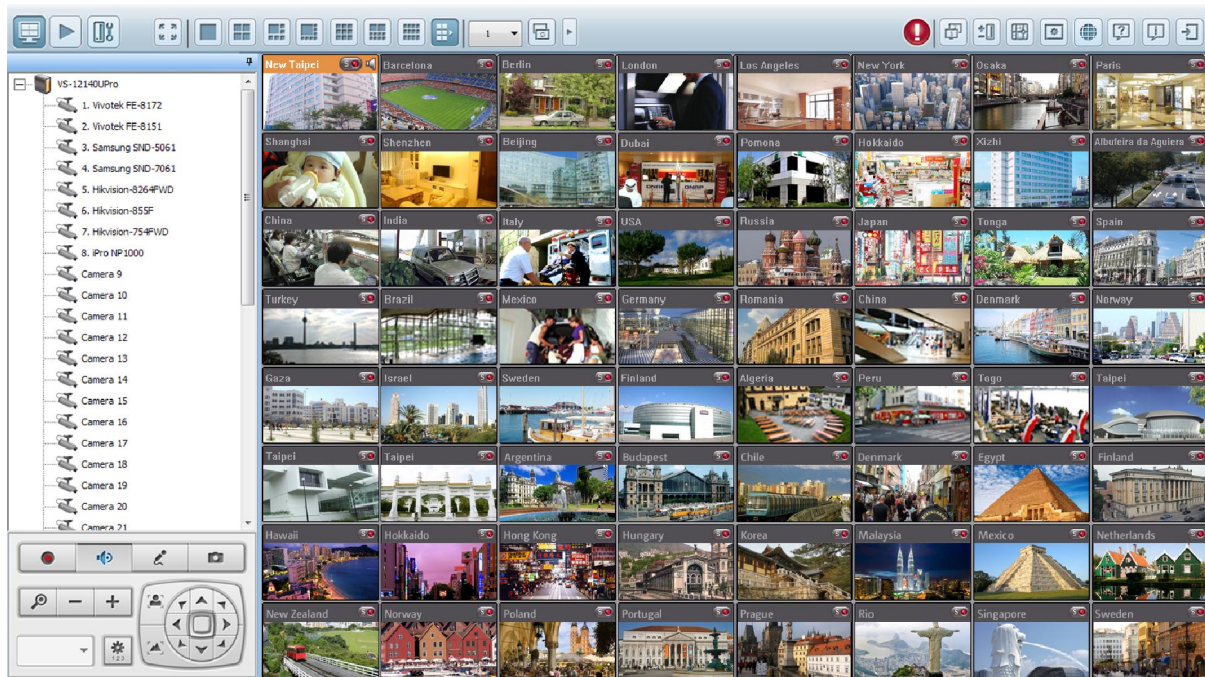 1
VS-12140UPro
1. Vivotek FE-8172
2. Vivotek FE-8151
3. Samsung SND-5061
4. Samsung SND-7061
5. Hikvision-8264FWD
6. Hikvision-855F
7. Hikvision-754FWD
8. iPro NP1000
Camera 9
Camera 10
Camera 11
Camera 12
Camera 13
Camera 14
Camera 15
Camera 16
Camera 17
Camera 18
Camera 19
Camera 20
Camera 21
123
New Taipei Barcelona Berlin London Los Angeles New York Osaka Paris
Shanghai Shenzhen Beijing Dubai Pomona Hokkaido Xizhi Albufeira da Aguiera
China India Italy USA Russia Japan Tonga Spain
Turkey Brazil Mexico Germany Romania China Denmark Norway
Gaza Israel Sweden Finland Algeria Peru Togo Taipei
Taipei Taipei Argentina Budapest Chile Denmark Egypt Finland
Hawaii Hokkaido Hong Kong Hungary Korea Malaysia Mexico Netherlands
New Zealand Norway Poland Portugal Prague Rio Singapore Sweden